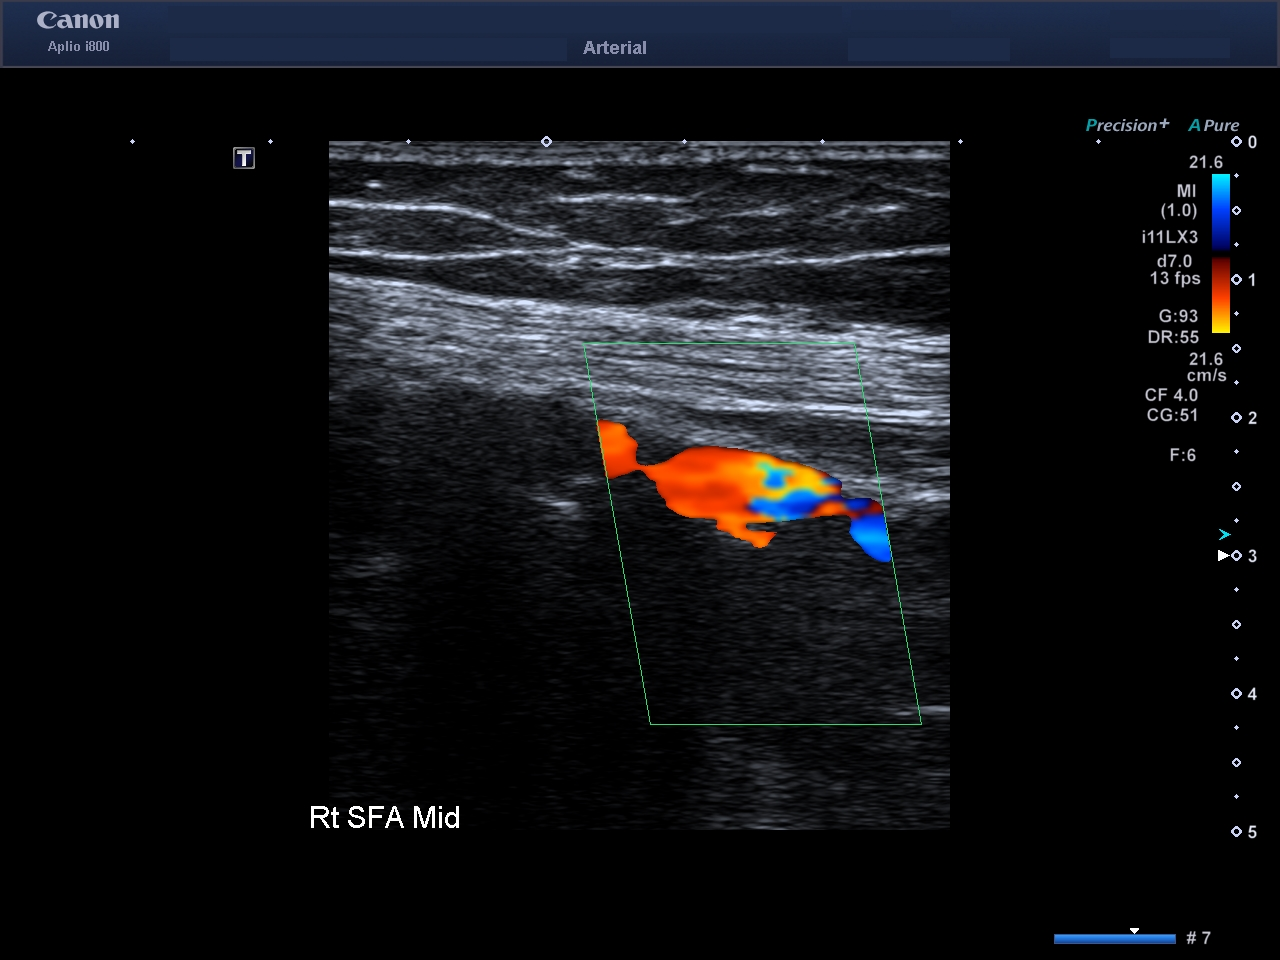 Canon
Aplio i800
Arterial
Precision+ APure
T
0
21.6
MI
(1.0)
i11LX3
d7.0
13 fps
1
G:93
DR:55
21.6
cm/s
CF 4.0
CG:51
2
F:6
3
4
Rt SFA Mid
5
# 7